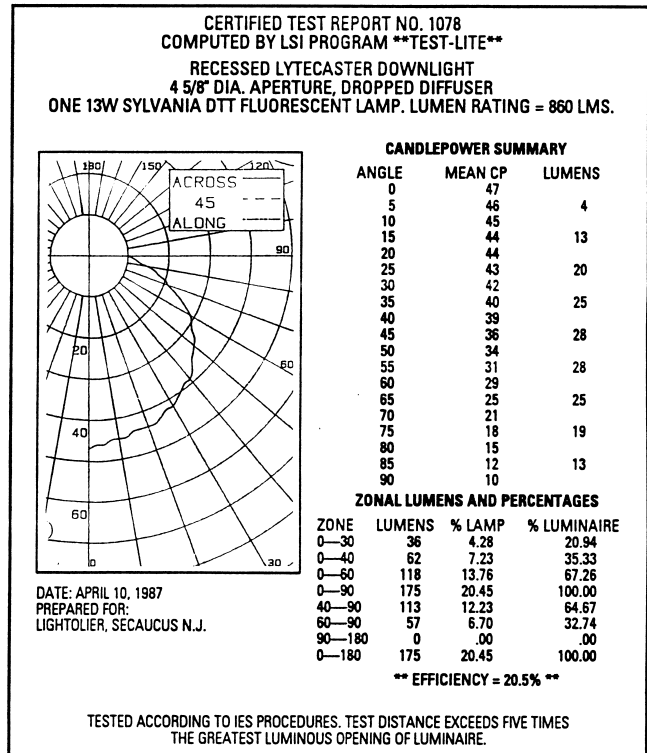 CERTIFIED TEST REPORT NO. 1078
COMPUTED BY LSI PROGRAM **TEST-LITE**
RECESSED LYTECASTER DOWNLIGHT
4 5/8" DIA. APERTURE, DROPPED DIFFUSER
ONE 13W SYLVANIA DTT FLUORESCENT LAMP. LUMEN RATING = 860 LMS.
180 150 120
ACROSS
45
ALONG
90
20
60
40
60
0 30
DATE: APRIL 10, 1987
PREPARED FOR:
LIGHTOLIER, SECAUCUS N.J.
CANDLEPOWER SUMMARY
ANGLE MEAN CP LUMENS
0 47
5 46 4
10 45
15 44 13
20 44
25 43 20
30 42
35 40 25
40 39
45 36 28
50 34
55 31 28
60 29
65 25 25
70 21
75 18 19
80 15
85 12 13
90 10
ZONAL LUMENS AND PERCENTAGES
ZONE LUMENS % LAMP % LUMINAIRE
0—30 36 4.28 20.94
0—40 62 7.23 35.33
0—60 118 13.76 67.26
0—90 175 20.45 100.00
40—90 113 12.23 64.67
60—90 57 6.70 32.74
90—180 0 .00 .00
0—180 175 20.45 100.00
** EFFICIENCY = 20.5% **
TESTED ACCORDING TO IES PROCEDURES. TEST DISTANCE EXCEEDS FIVE TIMES
THE GREATEST LUMINOUS OPENING OF LUMINAIRE.